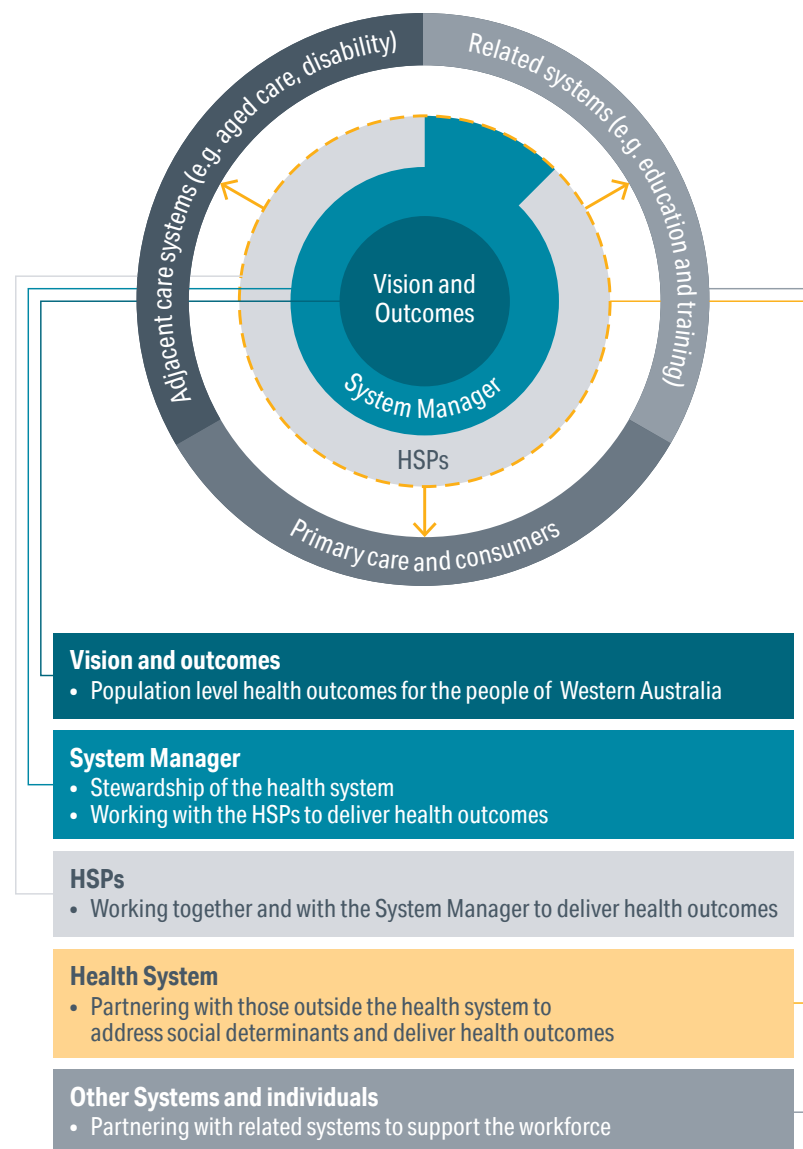 Adjacent care systems (e.g. aged care, disability)
Related systems (e.g. education and training)
Vision and
Outcomes
System Manager
HSPs
Primary care and consumers
Vision and outcomes
• Population level health outcomes for the people of Western Australia
System Manager
• Stewardship of the health system
• Working with the HSPs to deliver health outcomes
HSPs
• Working together and with the System Manager to deliver health outcomes
Health System
• Partnering with those outside the health system to
address social determinants and deliver health outcomes
Other Systems and individuals
• Partnering with related systems to support the workforce